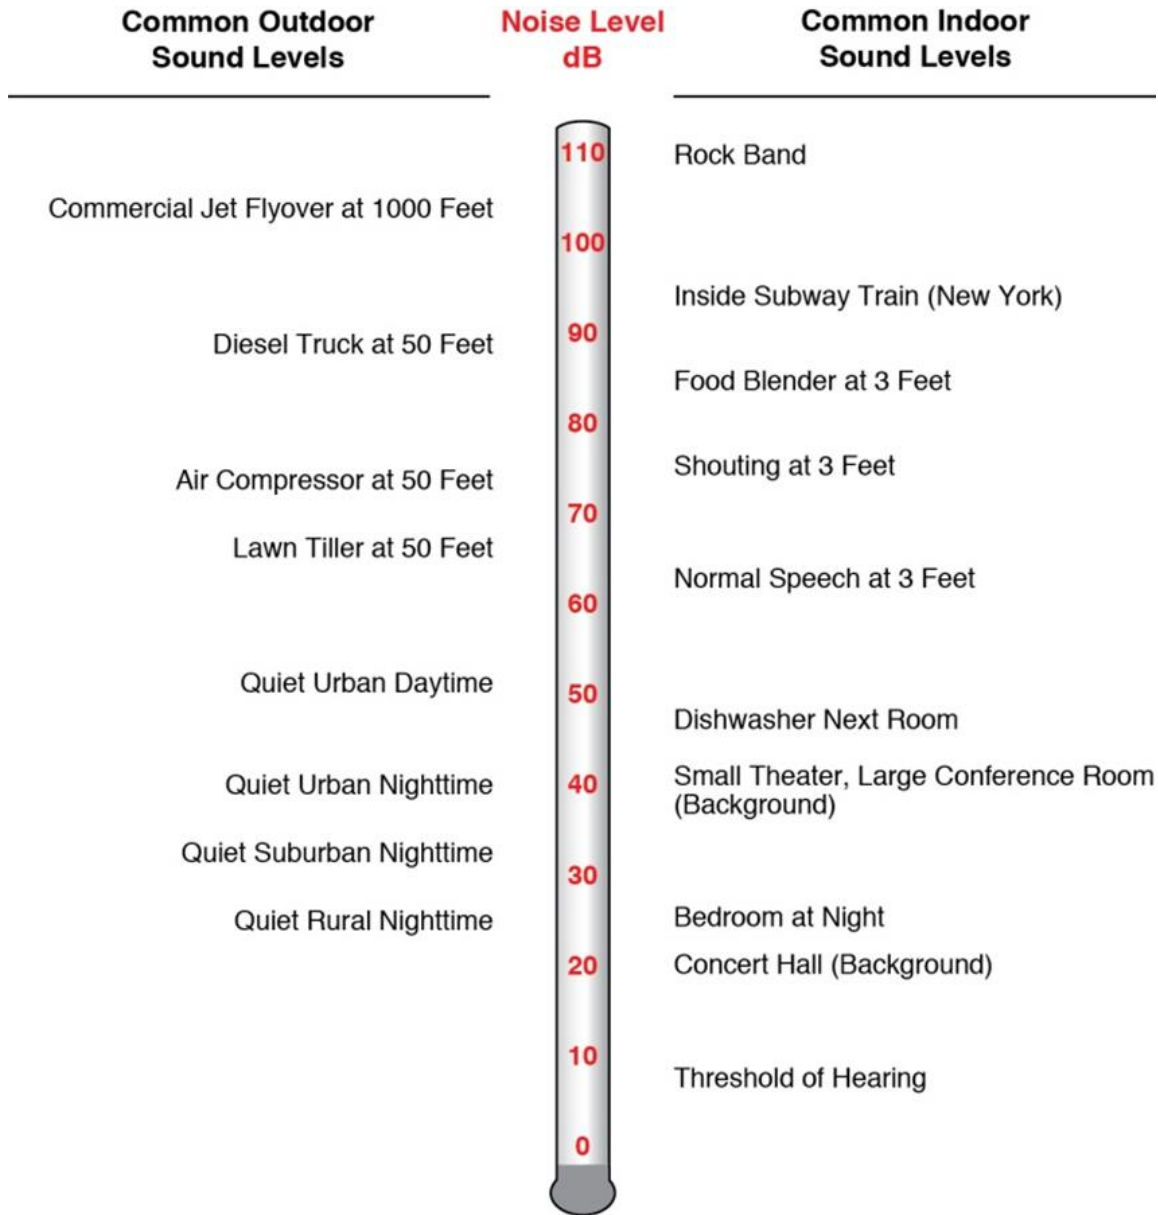 Common Outdoor
Sound Levels
Noise Level
dB
Common Indoor
Sound Levels
110
Rock Band
Commercial Jet Flyover at 1000 Feet
100
Inside Subway Train (New York)
90
Diesel Truck at 50 Feet
Food Blender at 3 Feet
80
Shouting at 3 Feet
Air Compressor at 50 Feet
70
Lawn Tiller at 50 Feet
Normal Speech at 3 Feet
60
Quiet Urban Daytime
50
Dishwasher Next Room
Quiet Urban Nighttime
40
Small Theater, Large Conference Room
(Background)
Quiet Suburban Nighttime
30
Quiet Rural Nighttime
Bedroom at Night
20
Concert Hall (Background)
10
Threshold of Hearing
0